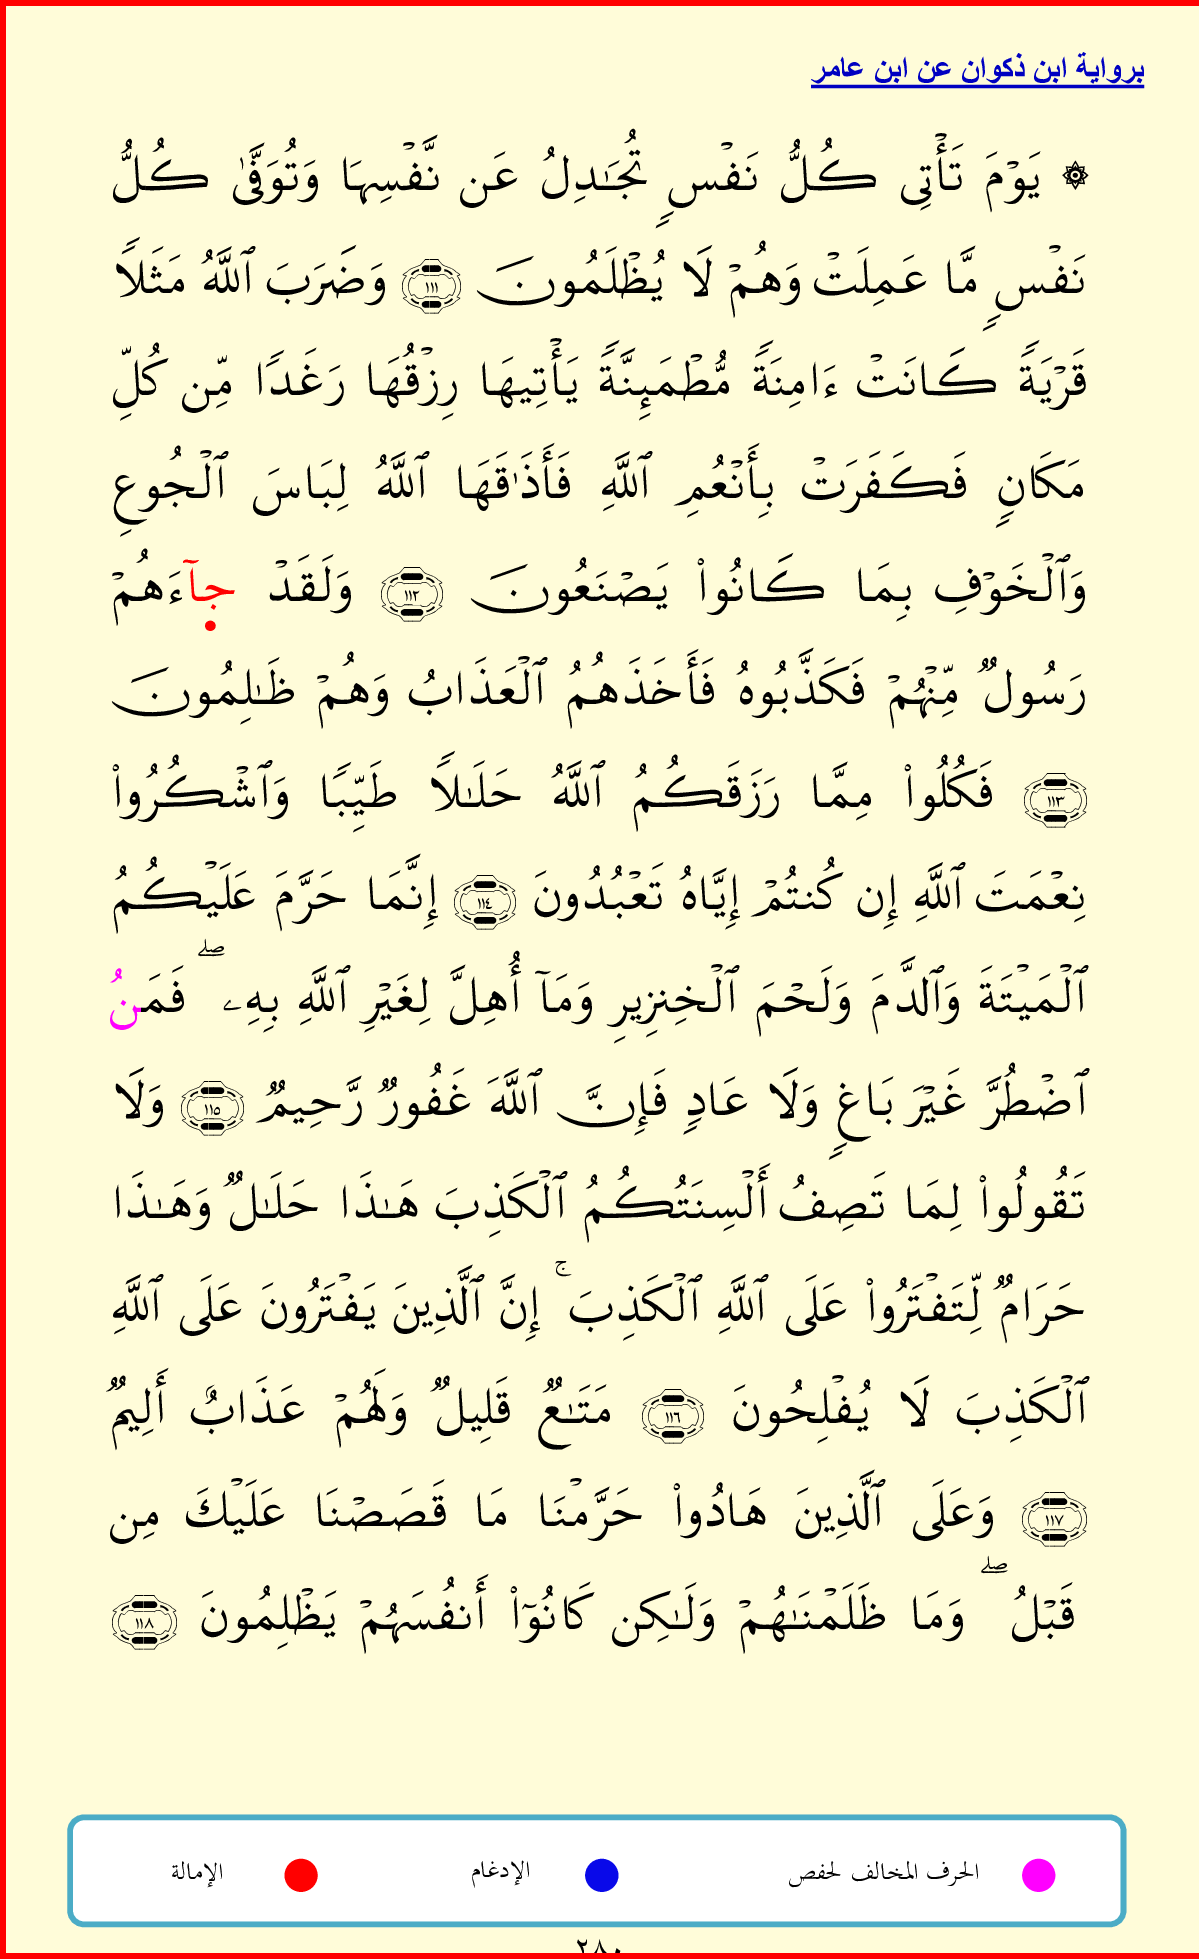 برواية ابن ذكوان عن ابن عامر
۞ يَوْمَ تَأْتِى كُلُّ نَفْسٍ تُجَٰدِلُ عَن نَّفْسِهَا وَتُوَفَّىٰ كُلُّ
نَفْسٍ مَّا عَمِلَتْ وَهُمْ لَا يُظْلَمُونَ ١١١ وَضَرَبَ ٱللَّهُ مَثَلًا
قَرْيَةً كَانَتْ ءَامِنَةً مُّطْمَئِنَّةً يَأْتِيهَا رِزْقُهَا رَغَدًا مِّن كُلِّ
مَكَانٍ فَكَفَرَتْ بِأَنْعُمِ ٱللَّهِ فَأَذَٰقَهَا ٱللَّهُ لِبَاسَ ٱلْجُوعِ
وَٱلْخَوْفِ بِمَا كَانُوا۟ يَصْنَعُونَ ١١٢ وَلَقَدْ جَآءَهُمْ
رَسُولٌ مِّنْهُمْ فَكَذَّبُوهُ فَأَخَذَهُمُ ٱلْعَذَابُ وَهُمْ ظَٰلِمُونَ
١١٣ فَكُلُوا۟ مِمَّا رَزَقَكُمُ ٱللَّهُ حَلَٰلًا طَيِّبًا وَٱشْكُرُوا۟
نِعْمَتَ ٱللَّهِ إِن كُنتُمْ إِيَّاهُ تَعْبُدُونَ ١١٤ إِنَّمَا حَرَّمَ عَلَيْكُمُ
ٱلْمَيْتَةَ وَٱلدَّمَ وَلَحْمَ ٱلْخِنزِيرِ وَمَآ أُهِلَّ لِغَيْرِ ٱللَّهِ بِهِۦ ۖ فَمَنُ
ٱضْطُرَّ غَيْرَ بَاغٍ وَلَا عَادٍ فَإِنَّ ٱللَّهَ غَفُورٌ رَّحِيمٌ ١١٥ وَلَا
تَقُولُوا۟ لِمَا تَصِفُ أَلْسِنَتُكُمُ ٱلْكَذِبَ هَٰذَا حَلَٰلٌ وَهَٰذَا
حَرَامٌ لِّتَفْتَرُوا۟ عَلَى ٱللَّهِ ٱلْكَذِبَ ۚ إِنَّ ٱلَّذِينَ يَفْتَرُونَ عَلَى ٱللَّهِ
ٱلْكَذِبَ لَا يُفْلِحُونَ ١١٦ مَتَٰعٌ قَلِيلٌ وَلَهُمْ عَذَابٌ أَلِيمٌ
١١٧ وَعَلَى ٱلَّذِينَ هَادُوا۟ حَرَّمْنَا مَا قَصَصْنَا عَلَيْكَ مِن
قَبْلُ ۖ وَمَا ظَلَمْنَٰهُمْ وَلَٰكِن كَانُوٓا۟ أَنفُسَهُمْ يَظْلِمُونَ ١١٨
الحرف المخالف لحفص الإدغام الإمالة
٢٨٠